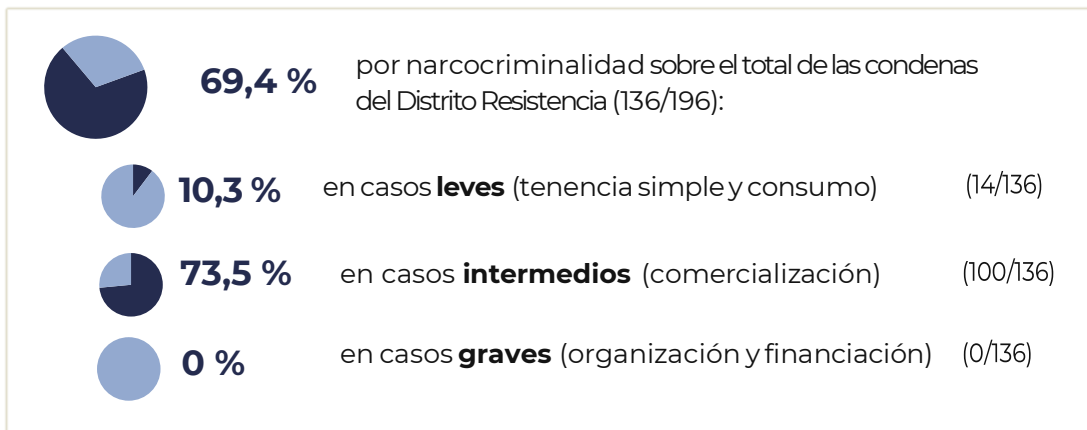 69,4 % por narcocriminalidad sobre el total de las condenas
del Distrito Resistencia (136/196):
10,3 % en casos leves (tenencia simple y consumo) (14/136)
73,5 % en casos intermedios (comercialización) (100/136)
0 % en casos graves (organización y financiación) (0/136)